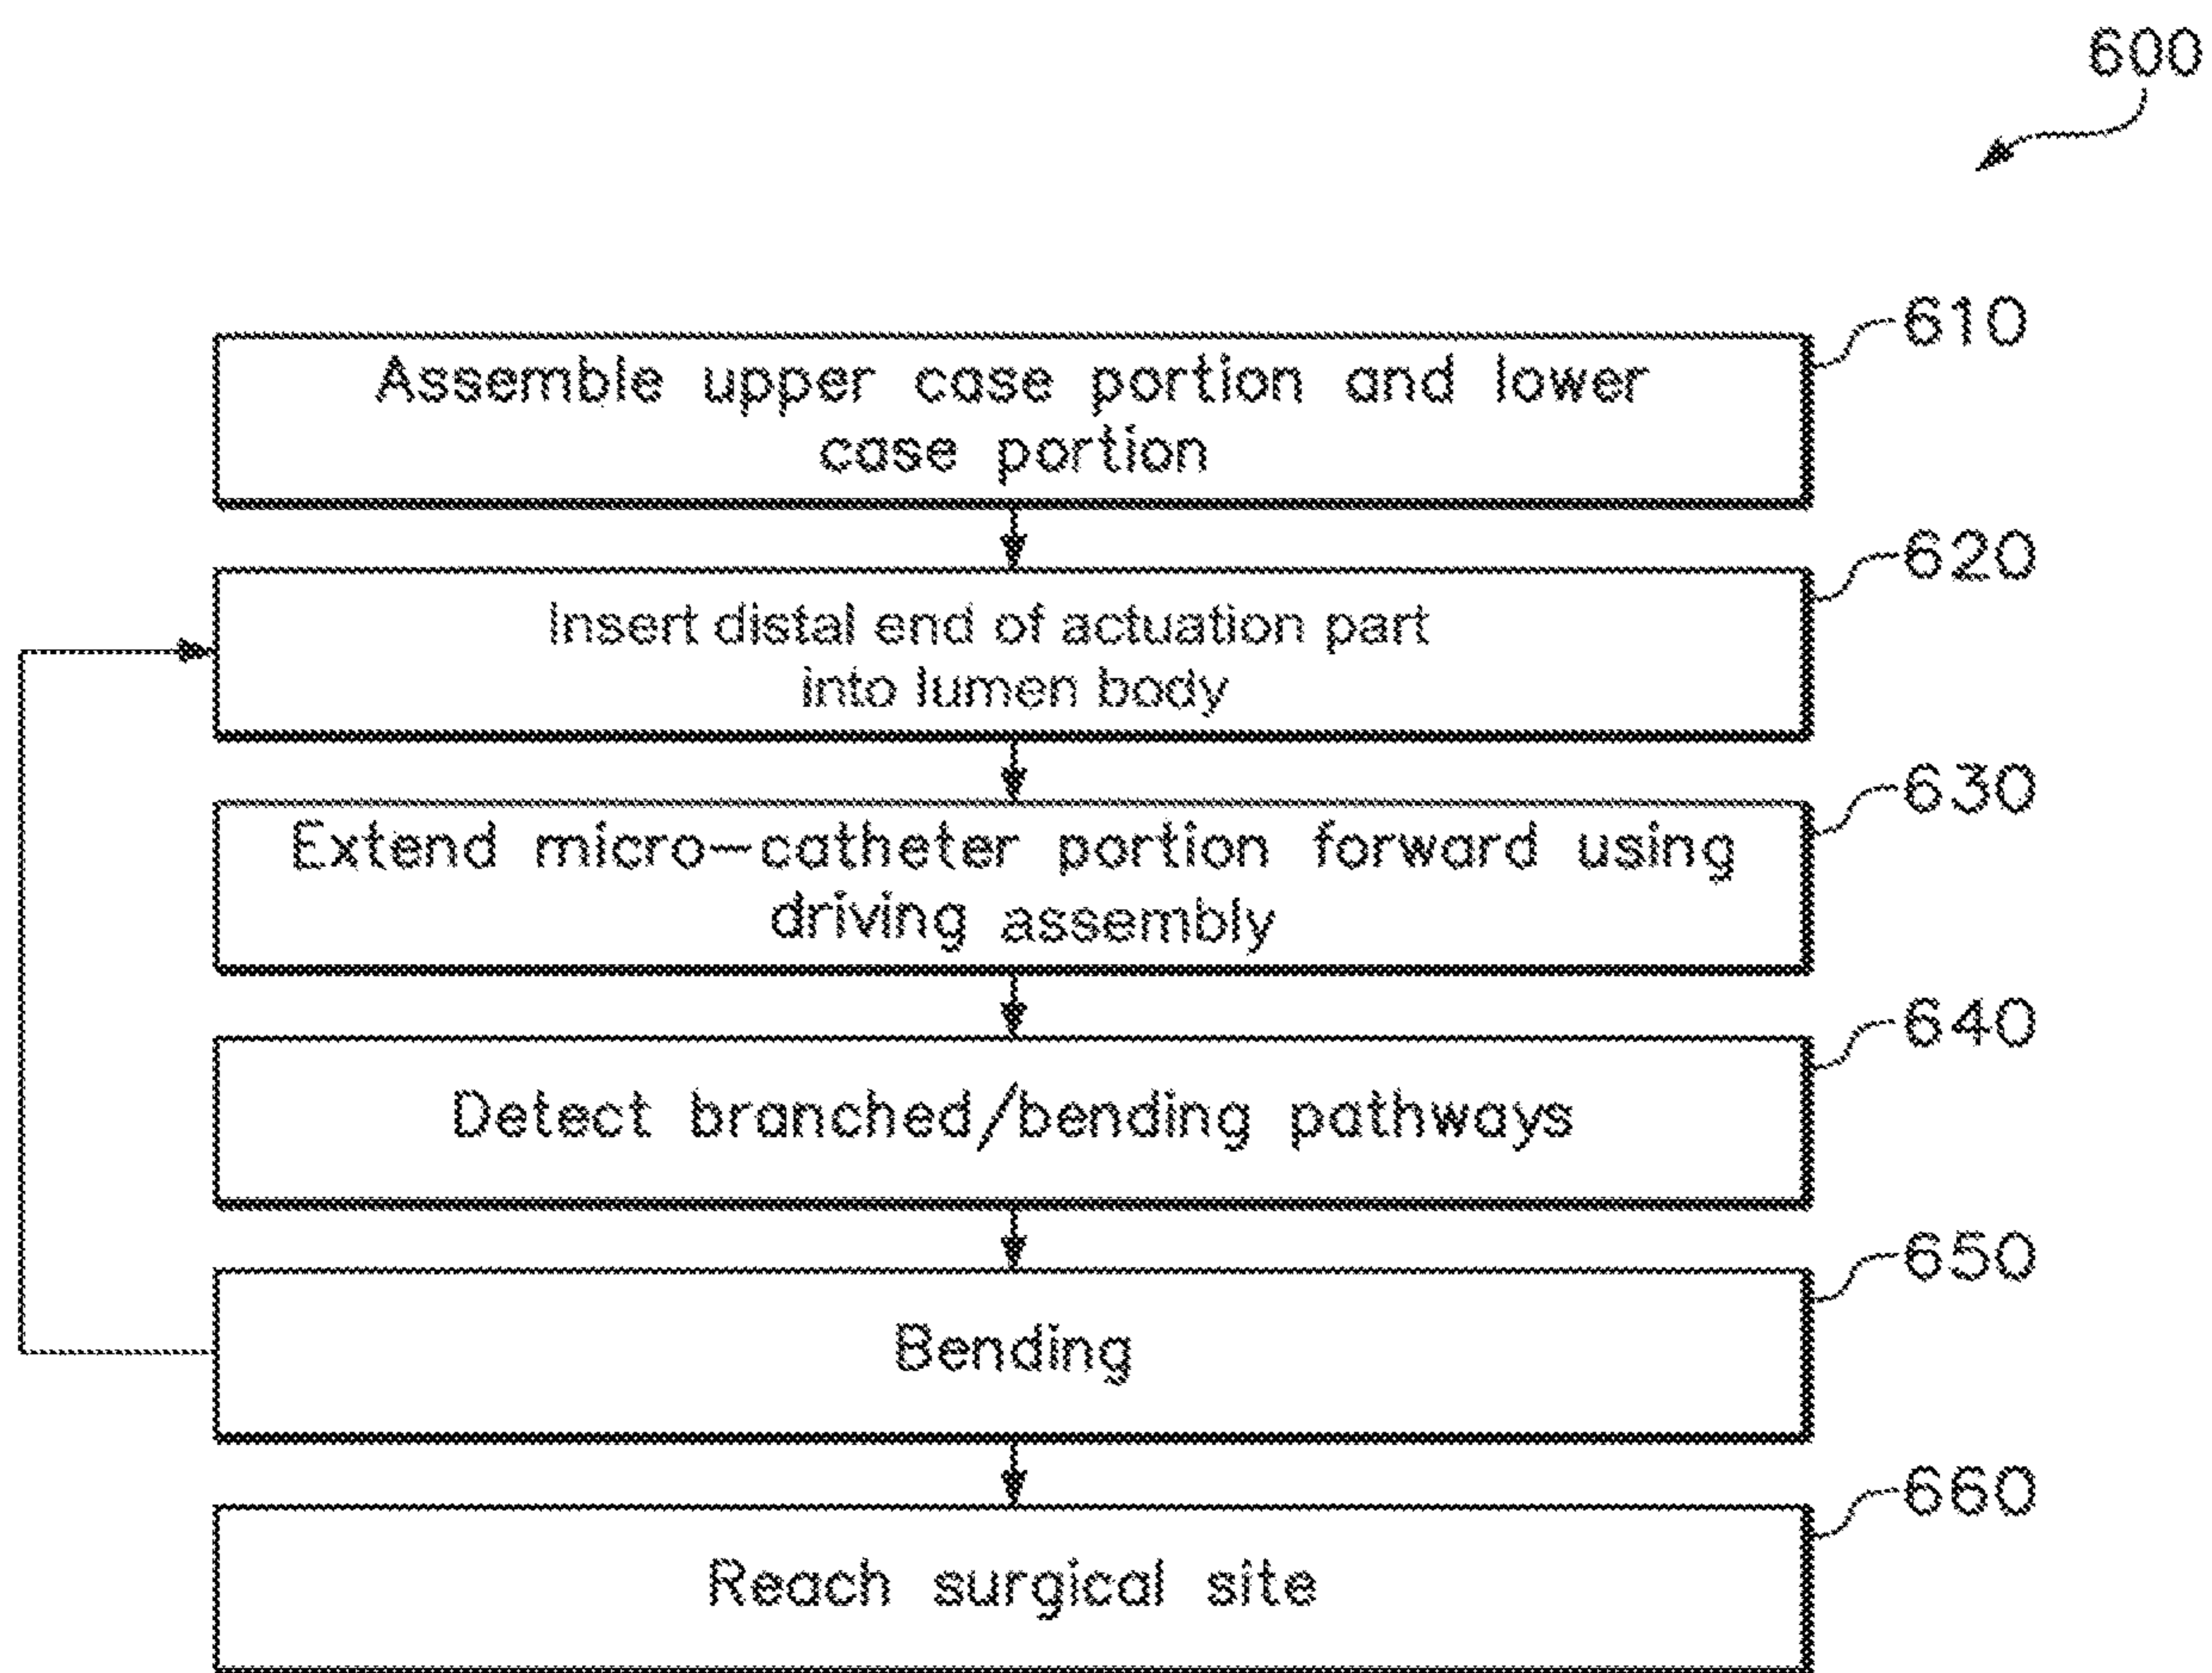 600
610
Assemble upper case portion and lower
case portion
620
Insert distal end of actuation part
into lumen body
630
Extend micro-catheter portion forward using
driving assembly
640
Detect branched/bending pathways
650
Bending
660
Reach surgical site